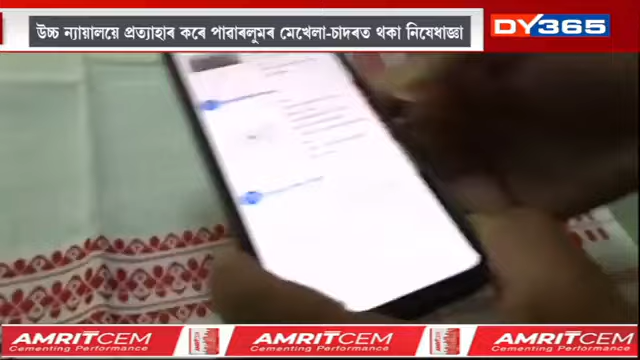 উচ্চ ন্যায়ালয়ে প্ৰত্যাহাৰ কৰে পাৱাৰলুমৰ মেখেলা-চাদৰত থকা নিষেধাজ্ঞা
DY365
AMRITCEM AMRITCEM AMRITCEM
Cementing Performance Cementing Performance Cementing Performance